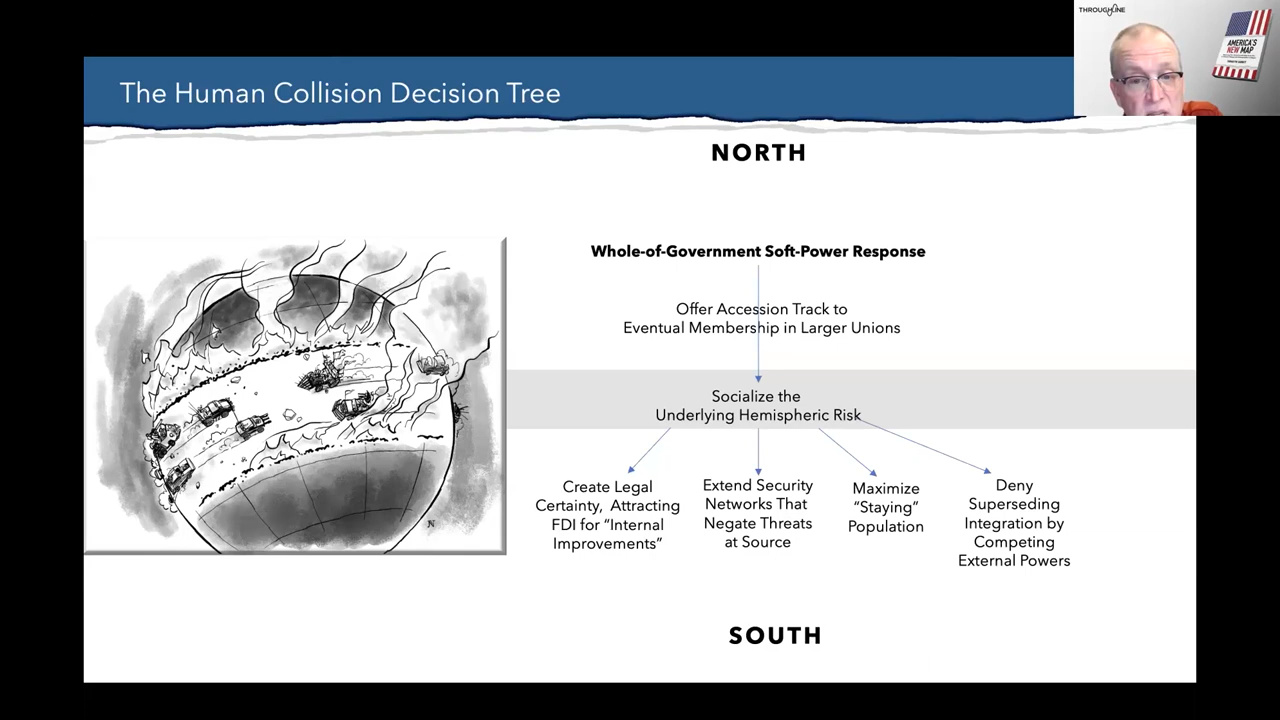 THROUGHLINE
AMERICA'S
NEW MAP
The Human Collision Decision Tree
NORTH
Whole-of-Government Soft-Power Response
Offer Accession Track to
Eventual Membership in Larger Unions
Socialize the
Underlying Hemispheric Risk
Create Legal
Certainty, Attracting
FDI for “Internal
Improvements”
Extend Security
Networks That
Negate Threats
at Source
Maximize
“Staying”
Population
Deny
Superseding
Integration by
Competing
External Powers
SOUTH